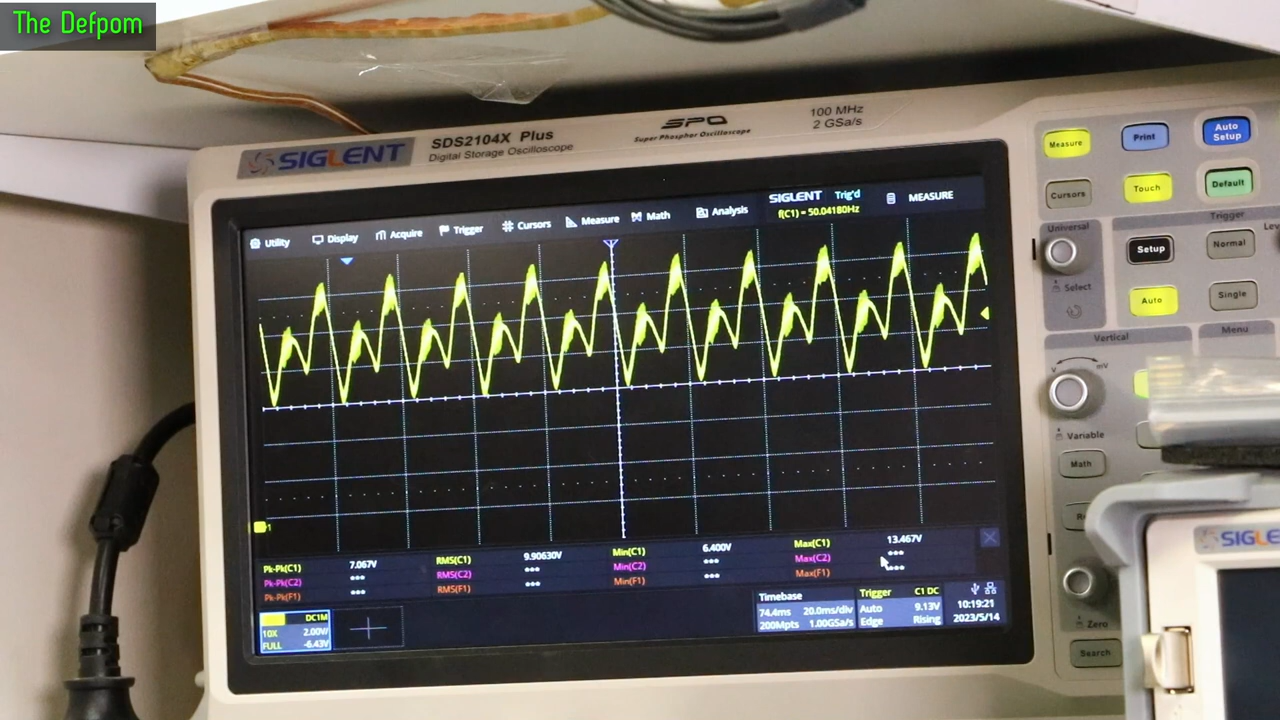 The Defpom
SIGLENT
SDS2104X Plus
Digital Storage Oscilloscope
SPO
Super Phosphor Oscilloscope
100 MHz
2 GSa/s
Utility
Display
Acquire
Trigger
Cursors
Measure
Math
Analysis
SIGLENT Trig'd
f(C1) = 50.04180Hz
MEASURE
1
Pk-Pk(C1) 7.067V RMS(C1) 9.90630V Min(C1) 6.400V Max(C1) 13.467V
Pk-Pk(C2) *** RMS(C2) *** Min(C2) *** Max(C2) ***
Pk-Pk(F1) *** RMS(F1) *** Min(F1) *** Max(F1) ***
DC1M
10X 2.00V/
FULL -6.43V
Timebase
74.4ms 20.0ms/div
200Mpts 1.00GSa/s
Trigger C1 DC
Auto 9.13V
Edge Rising
10:19:21
2023/5/14
Measure
Print
Auto
Setup
Cursors
Touch
Default
Trigger
Universal
Setup
Normal
Select
Auto
Single
Vertical
Menu
V
mV
Variable
Math
Zero
Search
SIGL